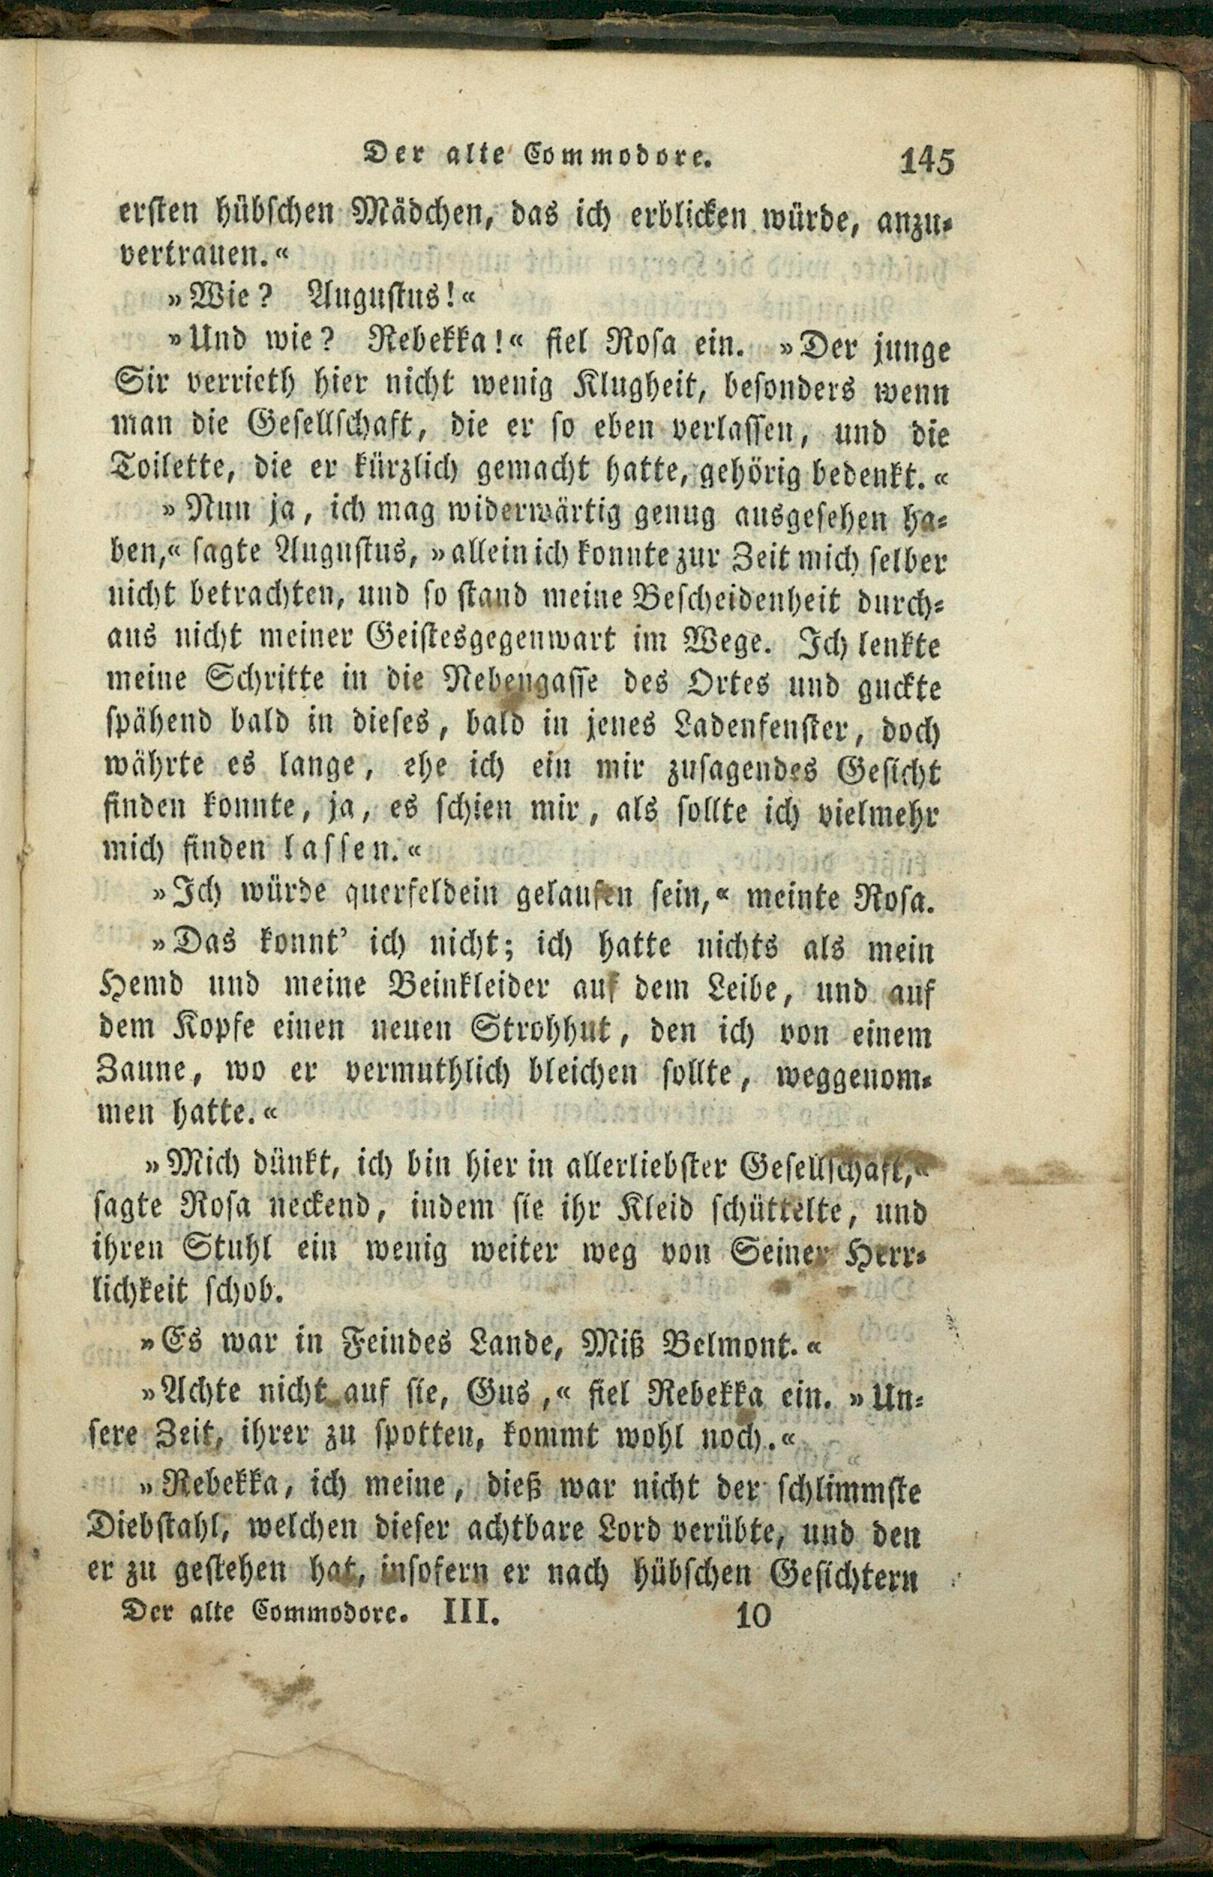 Der alte Commodore. 145
ersten hübschen Mädchen, das ich erblicken würde, anzu-
vertrauen.«
»Wie? Augustus!«
»Und wie? Rebekka!« fiel Rosa ein. »Der junge
Sir verrieth hier nicht wenig Klugheit, besonders wenn
man die Gesellschaft, die er so eben verlassen, und die
Toilette, die er kürzlich gemacht hatte, gehörig bedenkt.«
»Nun ja, ich mag widerwärtig genug ausgesehen ha-
ben,« sagte Augustus, »allein ich konnte zur Zeit mich selber
nicht betrachten, und so stand meine Bescheidenheit durch-
aus nicht meiner Geistesgegenwart im Wege. Ich lenkte
meine Schritte in die Nebengasse des Ortes und guckte
spähend bald in dieses, bald in jenes Ladenfenster, doch
währte es lange, ehe ich ein mir zusagendes Gesicht
finden konnte, ja, es schien mir, als sollte ich vielmehr
mich finden lassen.«
»Ich würde querfeldein gelaufen sein,« meinte Rosa.
»Das konnt' ich nicht; ich hatte nichts als mein
Hemd und meine Beinkleider auf dem Leibe, und auf
dem Kopfe einen neuen Strohhut, den ich von einem
Zaune, wo er vermuthlich bleichen sollte, weggenom-
men hatte.«
»Mich dünkt, ich bin hier in allerliebster Gesellschaft,«
sagte Rosa neckend, indem sie ihr Kleid schüttelte, und
ihren Stuhl ein wenig weiter weg von Seiner Herr-
lichkeit schob.
»Es war in Feindes Lande, Miß Belmont.«
»Achte nicht auf sie, Gus,« fiel Rebekka ein. »Un-
sere Zeit, ihrer zu spotten, kommt wohl noch.«
»Rebekka, ich meine, dieß war nicht der schlimmste
Diebstahl, welchen dieser achtbare Lord verübte, und den
er zu gestehen hat, insofern er nach hübschen Gesichtern
Der alte Commodore. III. 10